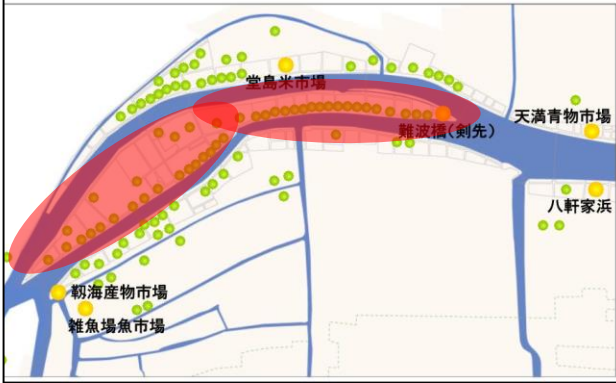 堂島米市場
天満青物市場
難波橋(剣先)
八軒家浜
靱海産物市場
雑魚場魚市場